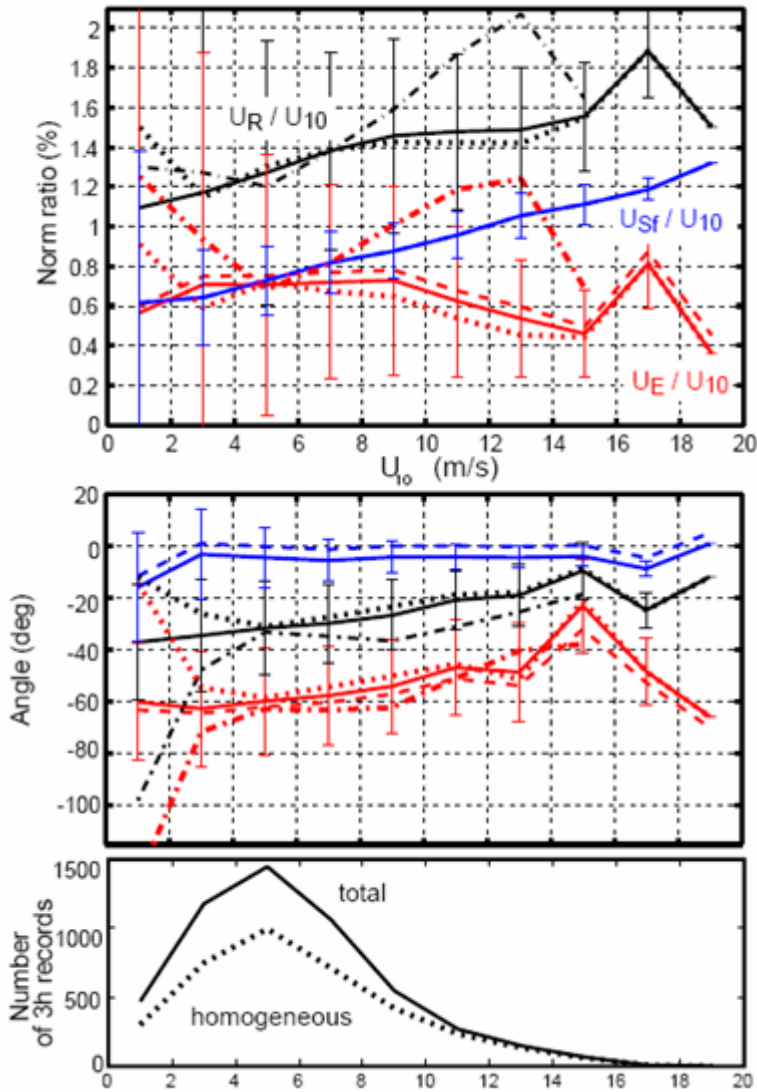 2
1.8
1.6
1.4
1.2
1
0.8
0.6
0.4
0.2
0
Norm ratio (%)
U_R / U_10
U_Sf / U_10
U_E / U_10
0 2 4 6 8 10 12 14 16 18 20
U_10 (m/s)
20
0
-20
-40
-60
-80
-100
Angle (deg)
1500
1000
500
0
Number
of 3h records
total
homogeneous
0 2 4 6 8 10 12 14 16 18 20